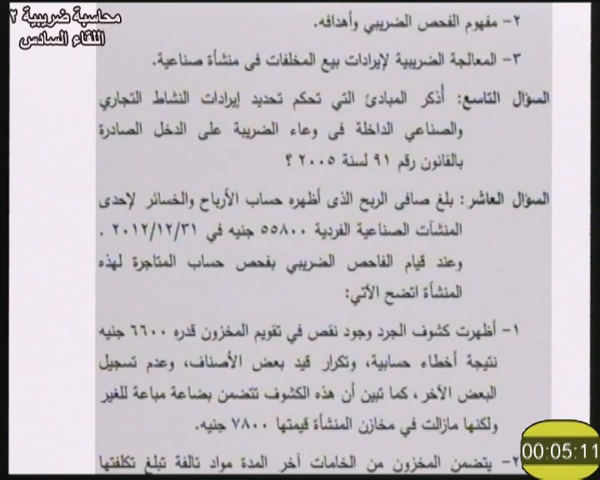 محاسبة ضريبية ٢
اللقاء السادس
٢- مفهوم الفحص الضريبي وأهدافه.
٣- المعالجة الضريبية لإيرادات بيع المخلفات فى منشأة صناعية.
السؤال التاسع: أذكر المبادئ التي تحكم تحديد إيرادات النشاط التجاري
والصناعي الداخلة فى وعاء الضريبة على الدخل الصادرة
بالقانون رقم ٩١ لسنة ٢٠٠٥ ؟
السؤال العاشر: بلغ صافى الربح الذى أظهره حساب الأرباح والخسائر لإحدى
المنشآت الصناعية الفردية ٥٥٨٠٠ جنيه في ٢٠١٢/١٢/٣١ .
وعند قيام الفاحص الضريبي بفحص حساب المتاجرة لهذه
المنشأة اتضح الآتي:
١- أظهرت كشوف الجرد وجود نقص في تقويم المخزون قدره ٦٦٠٠ جنيه
نتيجة أخطاء حسابية، وتكرار قيد بعض الأصناف، وعدم تسجيل
البعض الآخر، كما تبين أن هذه الكشوف تتضمن بضاعة مباعة للغير
ولكنها مازالت في مخازن المنشأة قيمتها ٧٨٠٠ جنيه.
٢- يتضمن المخزون من الخامات آخر المدة مواد تالفة تبلغ تكلفتها
00:05:11